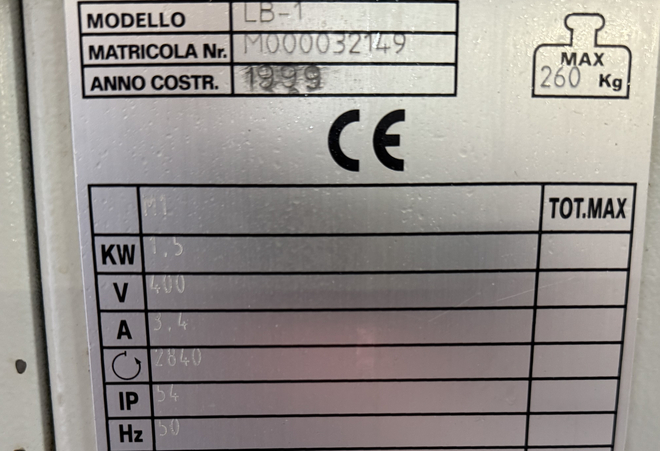 MODELLO LB-1
MATRICOLA Nr. M000032149
ANNO COSTR. 1999
MAX
260 Kg
CE
M1 TOT.MAX
KW 1,5
V 400
A 3.4
2840
IP 54
Hz 50